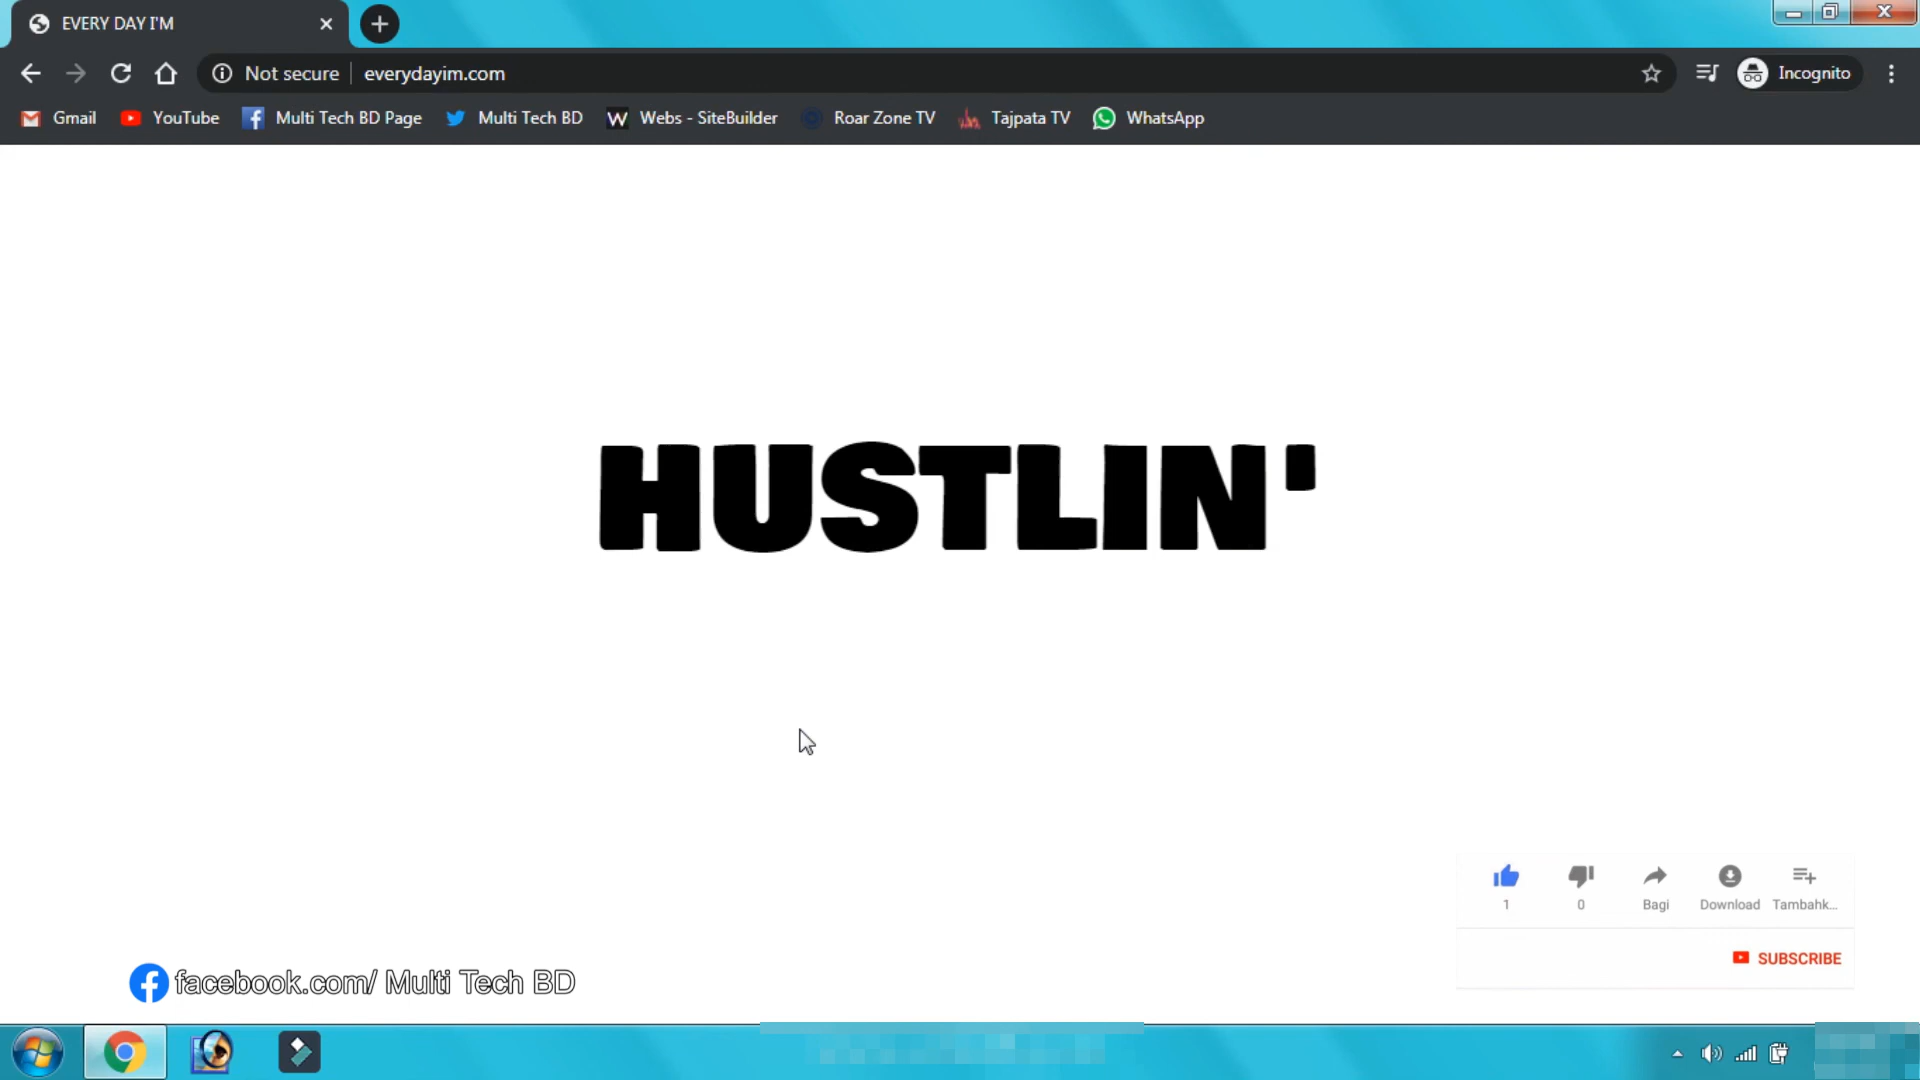 EVERY DAY I'M
Not secure everydayim.com Incognito
Gmail YouTube Multi Tech BD Page Multi Tech BD Webs - SiteBuilder Roar Zone TV Tajpata TV WhatsApp
HUSTLIN'
1 0 Bagi Download Tambahk...
SUBSCRIBE
facebook.com/ Multi Tech BD